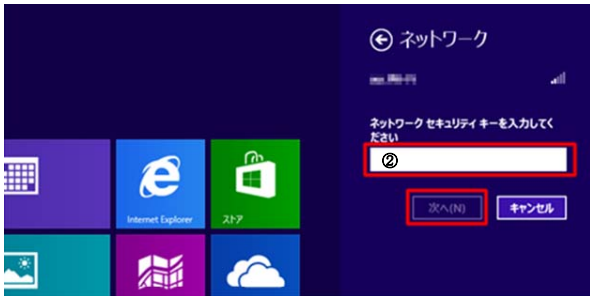 ネットワーク
ネットワーク セキュリティ キーを入力してく
ださい
②
次へ(N)
キャンセル
Internet Explorer
ストア